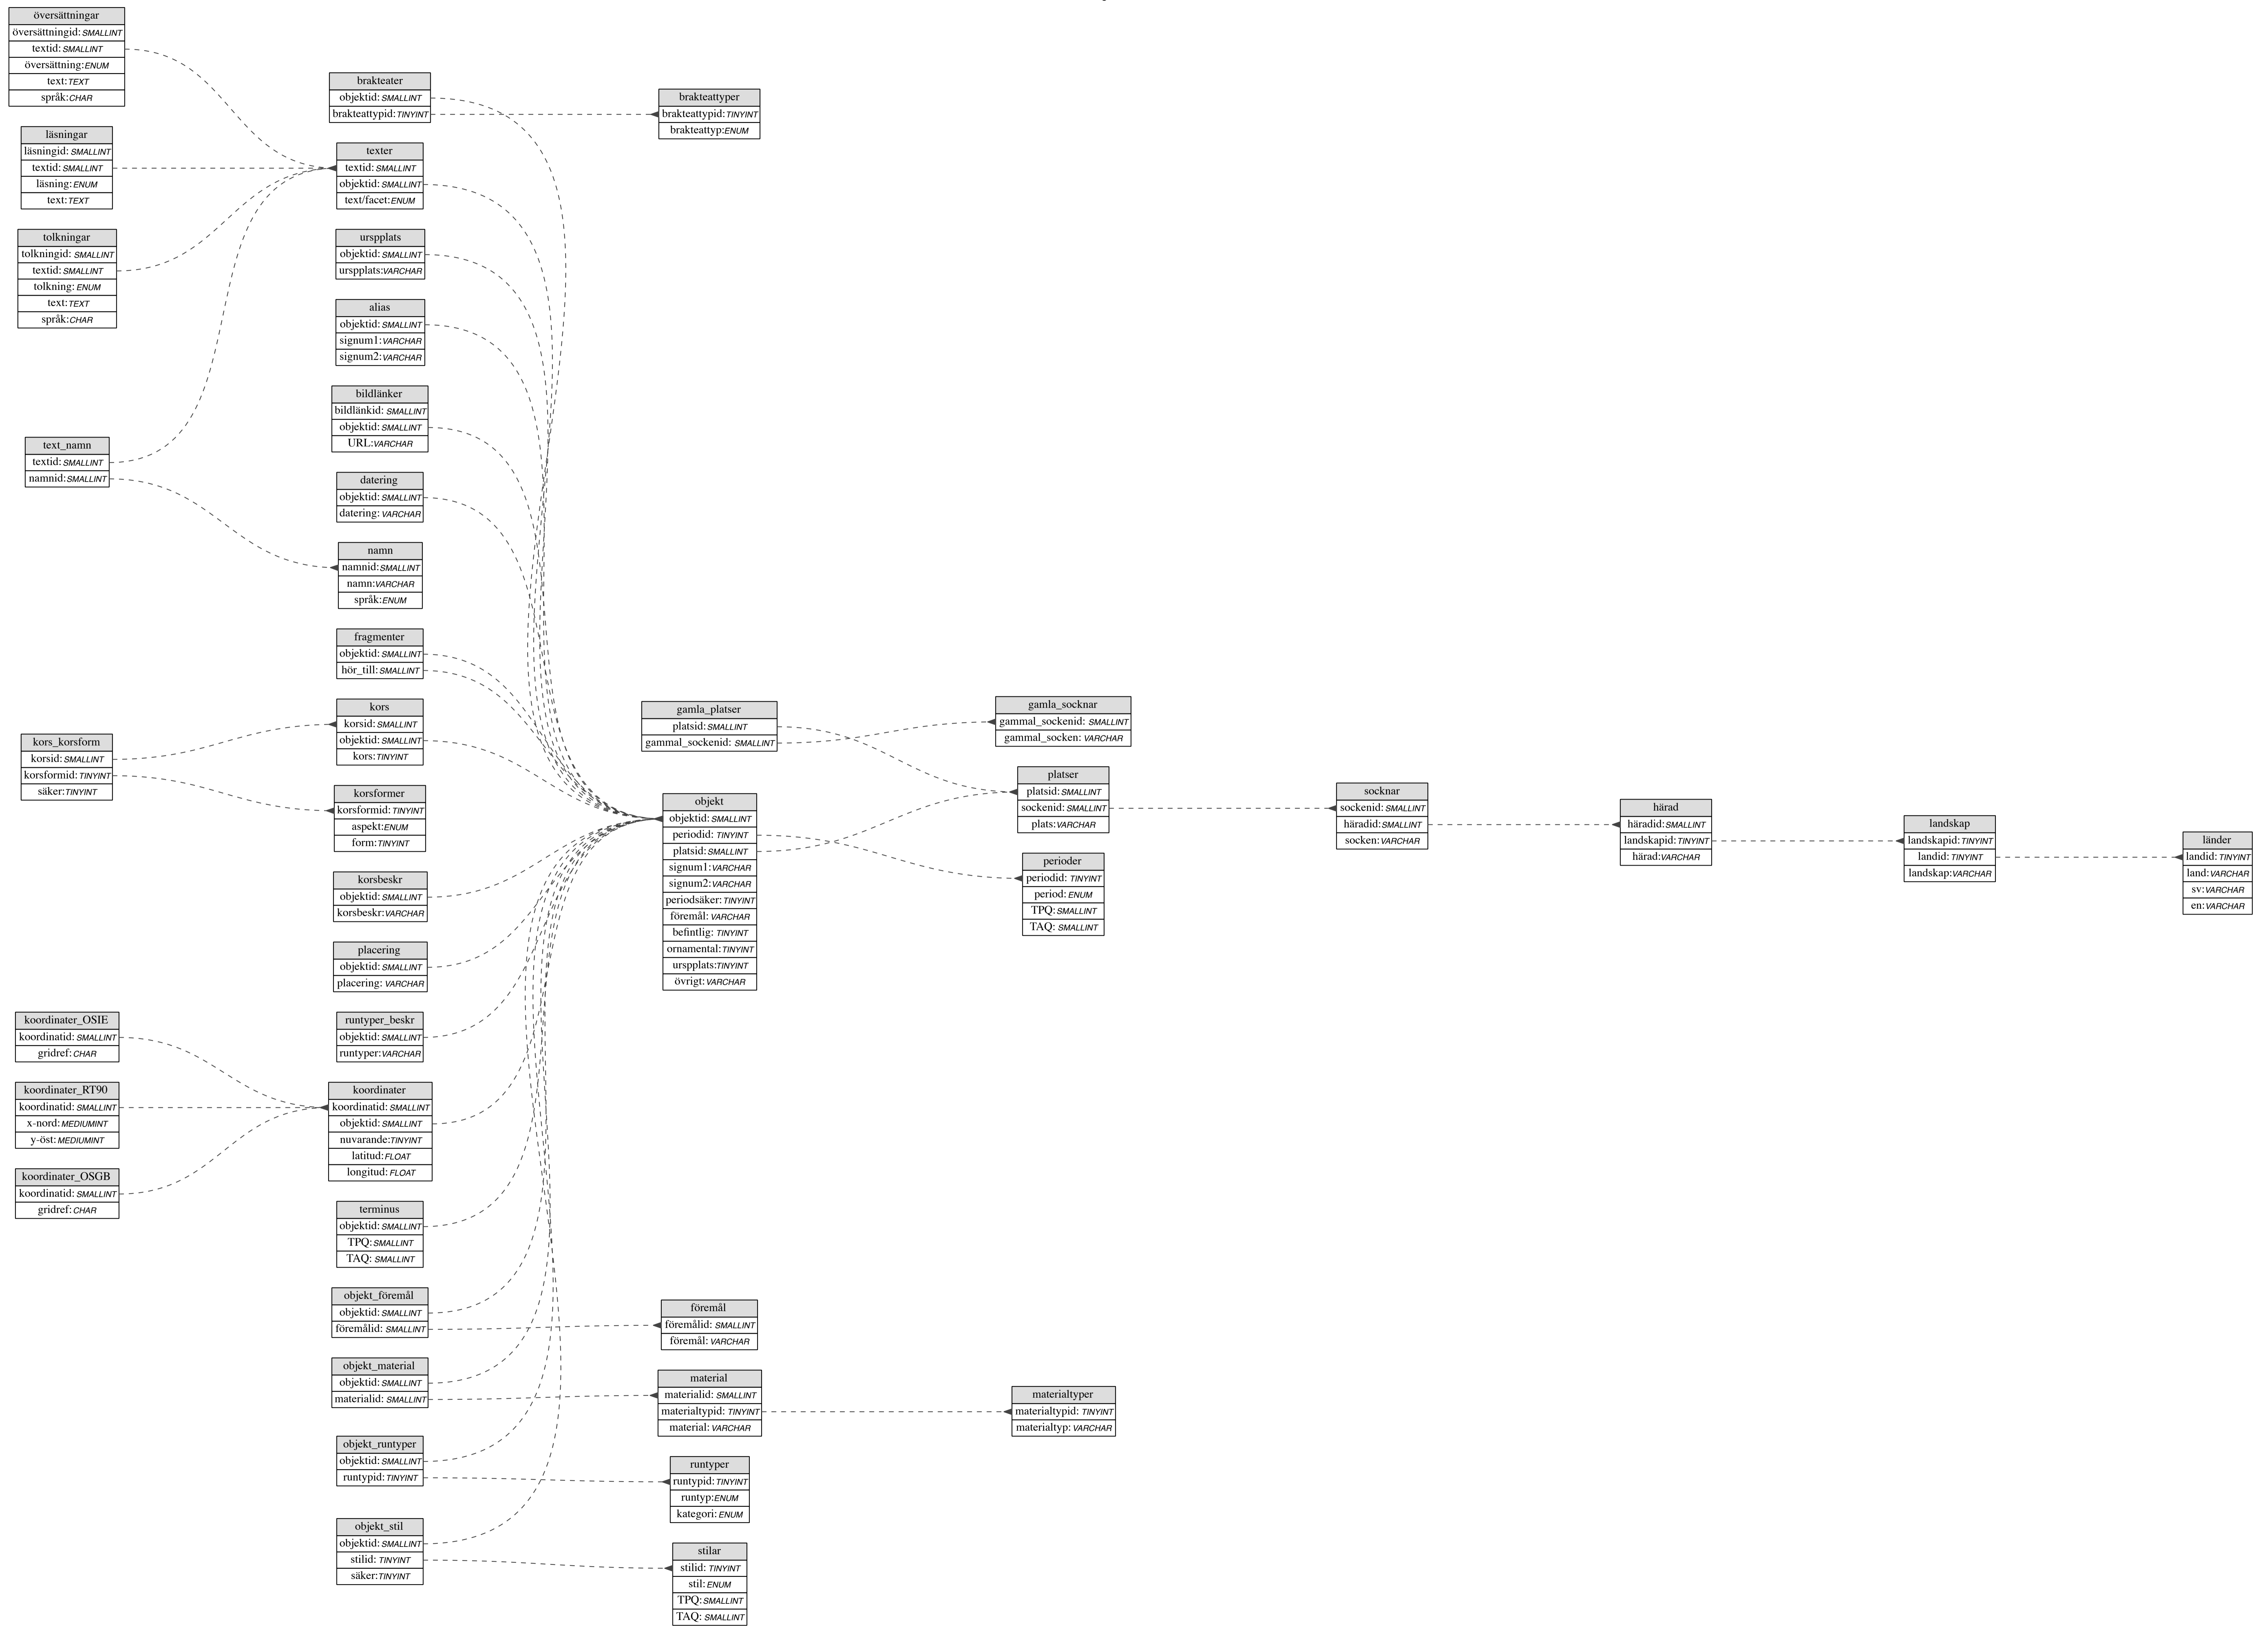 översättningar
översättningid: SMALLINT
textid: SMALLINT
översättning: ENUM
text: TEXT
språk: CHAR
läsningar
läsningid: SMALLINT
textid: SMALLINT
läsning: ENUM
text: TEXT
tolkningar
tolkningid: SMALLINT
textid: SMALLINT
tolkning: ENUM
text: TEXT
språk: CHAR
text_namn
textid: SMALLINT
namnid: SMALLINT
kors_korsform
korsid: SMALLINT
korsformid: TINYINT
säker: TINYINT
koordinater_OSIE
koordinatid: SMALLINT
gridref: CHAR
koordinater_RT90
koordinatid: SMALLINT
x-nord: MEDIUMINT
y-öst: MEDIUMINT
koordinater_OSGB
koordinatid: SMALLINT
gridref: CHAR
brakteater
objektid: SMALLINT
brakteattypid: TINYINT
texter
textid: SMALLINT
objektid: SMALLINT
text/facet: ENUM
urspplats
objektid: SMALLINT
urspplats: VARCHAR
alias
objektid: SMALLINT
signum1: VARCHAR
signum2: VARCHAR
bildlänker
bildlänkid: SMALLINT
objektid: SMALLINT
URL: VARCHAR
datering
objektid: SMALLINT
datering: VARCHAR
namn
namnid: SMALLINT
namn: VARCHAR
språk: ENUM
fragmenter
objektid: SMALLINT
hör_till: SMALLINT
kors
korsid: SMALLINT
objektid: SMALLINT
kors: TINYINT
korsformer
korsformid: TINYINT
aspekt: ENUM
form: TINYINT
korsbeskr
objektid: SMALLINT
korsbeskr: VARCHAR
placering
objektid: SMALLINT
placering: VARCHAR
runtyper_beskr
objektid: SMALLINT
runtyper: VARCHAR
koordinater
koordinatid: SMALLINT
objektid: SMALLINT
nuvarande: TINYINT
latitud: FLOAT
longitud: FLOAT
terminus
objektid: SMALLINT
TPQ: SMALLINT
TAQ: SMALLINT
objekt_föremål
objektid: SMALLINT
föremålid: SMALLINT
objekt_material
objektid: SMALLINT
materialid: SMALLINT
objekt_runtyper
objektid: SMALLINT
runtypid: TINYINT
objekt_stil
objektid: SMALLINT
stilid: TINYINT
säker: TINYINT
brakteattyper
brakteattypid: TINYINT
brakteattyp: ENUM
gamla_platser
platsid: SMALLINT
gammal_sockenid: SMALLINT
objekt
objektid: SMALLINT
periodid: TINYINT
platsid: SMALLINT
signum1: VARCHAR
signum2: VARCHAR
periodsäker: TINYINT
föremål: VARCHAR
befintlig: TINYINT
ornamental: TINYINT
urspplats: TINYINT
övrigt: VARCHAR
föremål
föremålid: SMALLINT
föremål: VARCHAR
material
materialid: SMALLINT
materialtypid: TINYINT
material: VARCHAR
runtyper
runtypid: TINYINT
runtyp: ENUM
kategori: ENUM
stilar
stilid: TINYINT
stil: ENUM
TPQ: SMALLINT
TAQ: SMALLINT
gamla_socknar
gammal_sockenid: SMALLINT
gammal_socken: VARCHAR
platser
platsid: SMALLINT
sockenid: SMALLINT
plats: VARCHAR
perioder
periodid: TINYINT
period: ENUM
TPQ: SMALLINT
TAQ: SMALLINT
materialtyper
materialtypid: TINYINT
materialtyp: VARCHAR
socknar
sockenid: SMALLINT
häradid: SMALLINT
socken: VARCHAR
härad
häradid: SMALLINT
landskapid: TINYINT
härad: VARCHAR
landskap
landskapid: TINYINT
landid: TINYINT
landskap: VARCHAR
länder
landid: TINYINT
land: VARCHAR
sv: VARCHAR
en: VARCHAR